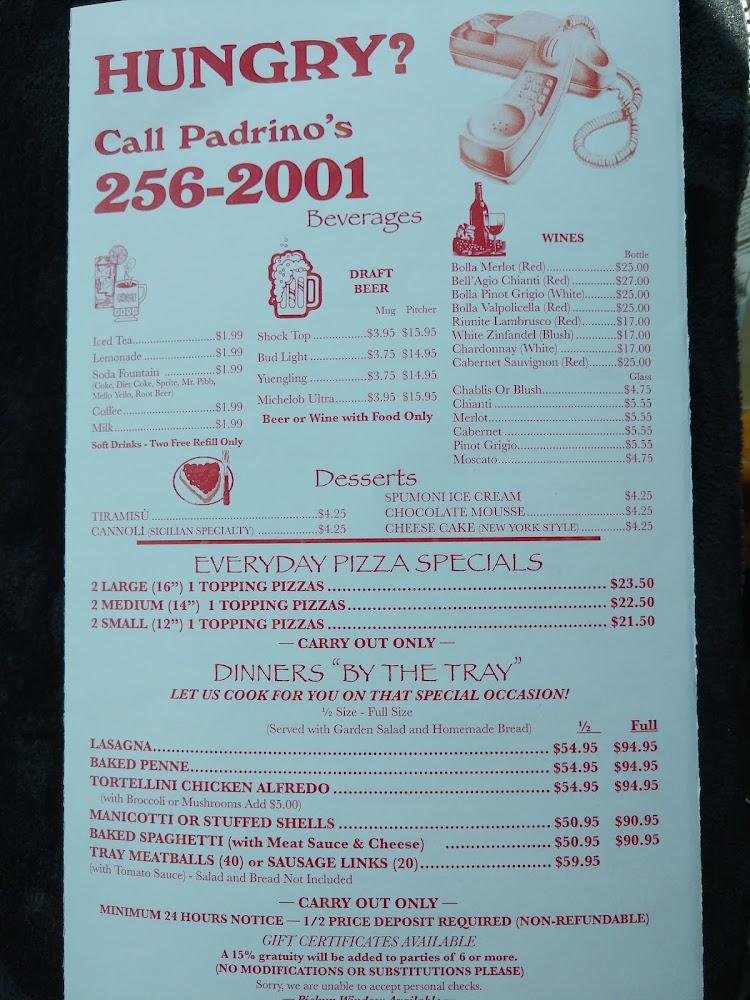 HUNGRY?
Call Padrino's
256-2001
Beverages
Iced Tea..................$1.99
Lemonade..................$1.99
Soda Fountain..................$1.99
(Coke, Diet Coke, Sprite, Mr. Pibb,
Mello Yello, Root Beer)
Coffee..................$1.99
Milk..................$1.99
Soft Drinks - Two Free Refill Only
DRAFT
BEER
Mug Pitcher
Shock Top..................$3.95 $15.95
Bud Light..................$3.75 $14.95
Yuengling..................$3.75 $14.95
Michelob Ultra..................$3.95 $15.95
Beer or Wine with Food Only
WINES
Bottle
Bolla Merlot (Red)..................$25.00
Bell'Agio Chianti (Red)..................$27.00
Bolla Pinot Grigio (White)..................$25.00
Bolla Valpolicella (Red)..................$25.00
Riunite Lambrusco (Red)..................$17.00
White Zinfandel (Blush)..................$17.00
Chardonnay (White)..................$17.00
Cabernet Sauvignon (Red)..................$25.00
Glass
Chablis Or Blush..................$4.75
Chianti..................$5.55
Merlot..................$5.55
Cabernet..................$5.55
Pinot Grigio..................$5.55
Moscato..................$4.75
Desserts
TIRAMISÙ..................$4.25
CANNOLI (SICILIAN SPECIALTY)..................$4.25
SPUMONI ICE CREAM $4.25
CHOCOLATE MOUSSE..................$4.25
CHEESE CAKE (NEW YORK STYLE)..................$4.25
EVERYDAY PIZZA SPECIALS
2 LARGE (16") 1 TOPPING PIZZAS..................$23.50
2 MEDIUM (14") 1 TOPPING PIZZAS..................$22.50
2 SMALL (12") 1 TOPPING PIZZAS..................$21.50
— CARRY OUT ONLY —
DINNERS "BY THE TRAY"
LET US COOK FOR YOU ON THAT SPECIAL OCCASION!
½ Size - Full Size
(Served with Garden Salad and Homemade Bread) ½ Full
LASAGNA..................$54.95 $94.95
BAKED PENNE..................$54.95 $94.95
TORTELLINI CHICKEN ALFREDO..................$54.95 $94.95
(with Broccoli or Mushrooms Add $5.00)
MANICOTTI OR STUFFED SHELLS..................$50.95 $90.95
BAKED SPAGHETTI (with Meat Sauce & Cheese)..................$50.95 $90.95
TRAY MEATBALLS (40) or SAUSAGE LINKS (20)..................$59.95
(with Tomato Sauce) - Salad and Bread Not Included
— CARRY OUT ONLY —
MINIMUM 24 HOURS NOTICE — 1/2 PRICE DEPOSIT REQUIRED (NON-REFUNDABLE)
GIFT CERTIFICATES AVAILABLE
A 15% gratuity will be added to parties of 6 or more.
(NO MODIFICATIONS OR SUBSTITUTIONS PLEASE)
Sorry, we are unable to accept personal checks.
— Pickup Window Available —